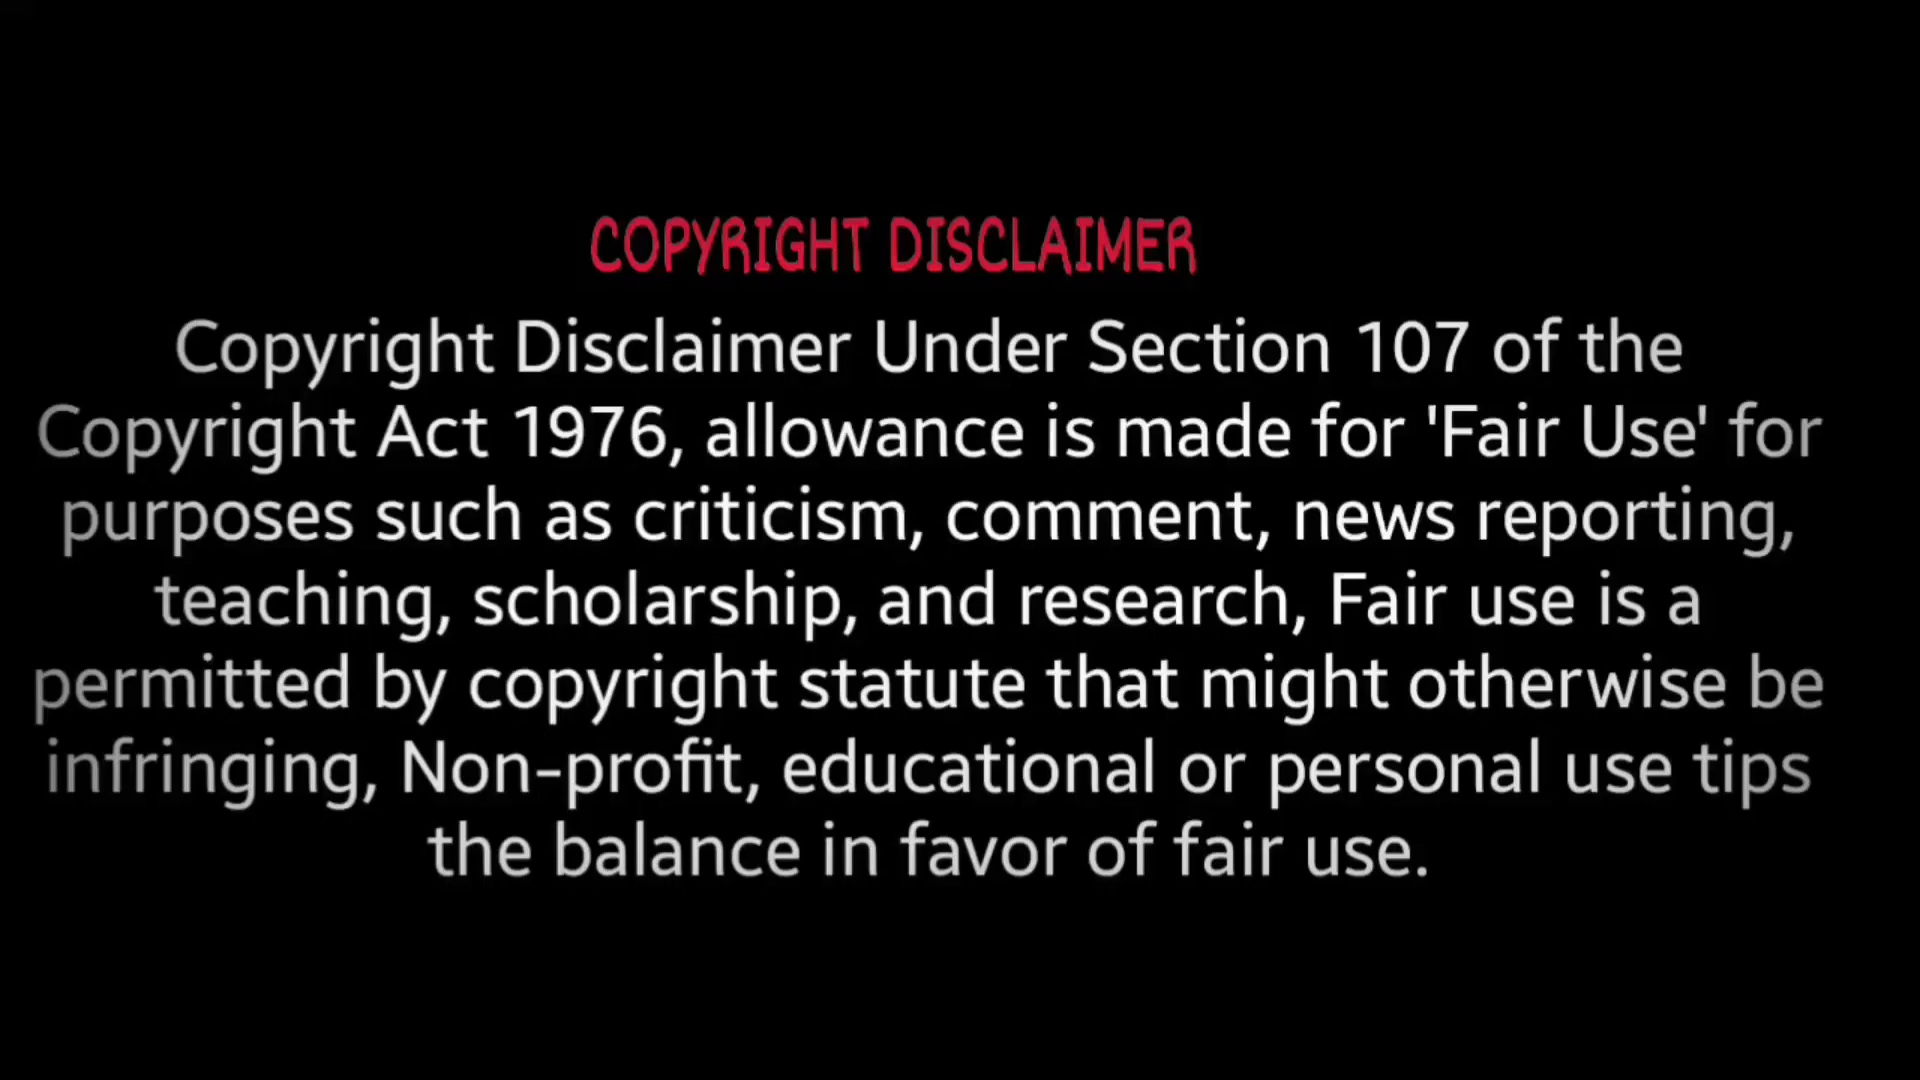 COPYRIGHT DISCLAIMER
Copyright Disclaimer Under Section 107 of the
Copyright Act 1976, allowance is made for 'Fair Use' for
purposes such as criticism, comment, news reporting,
teaching, scholarship, and research, Fair use is a
permitted by copyright statute that might otherwise be
infringing, Non-profit, educational or personal use tips
the balance in favor of fair use.